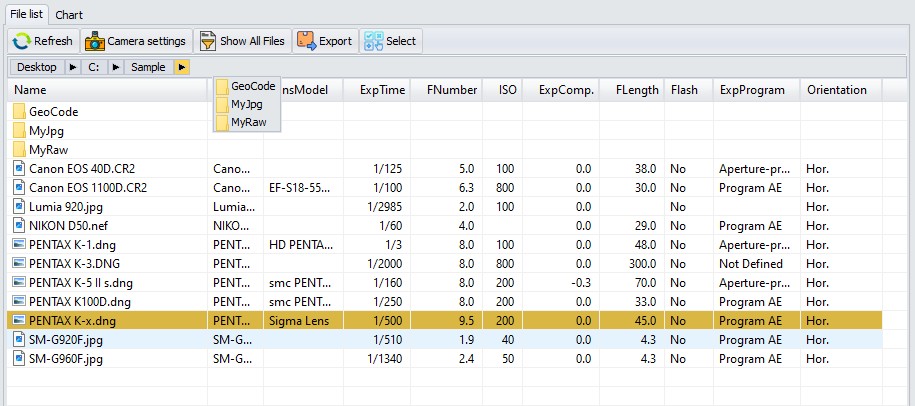 File list Chart
Refresh Camera settings Show All Files Export Select
Desktop C: Sample
Name nsModel ExpTime FNumber ISO ExpComp. FLength Flash ExpProgram Orientation
GeoCode
MyJpg
MyRaw
GeoCode
MyJpg
MyRaw
Canon EOS 40D.CR2 Cano... 1/125 5.0 100 0.0 38.0 No Aperture-pr... Hor.
Canon EOS 1100D.CR2 Cano... EF-S18-55... 1/100 6.3 800 0.0 30.0 No Program AE Hor.
Lumia 920.jpg Lumia... 1/2985 2.0 100 0.0 No Hor.
NIKON D50.nef NIKO... 1/60 4.0 29.0 No Program AE Hor.
PENTAX K-1.dng PENT... HD PENTA... 1/3 8.0 100 0.0 48.0 No Aperture-pr... Hor.
PENTAX K-3.DNG PENT... 1/2000 8.0 800 0.0 300.0 No Not Defined Hor.
PENTAX K-5 II s.dng PENT... smc PENT... 1/160 8.0 200 -0.3 70.0 No Aperture-pr... Hor.
PENTAX K100D.dng PENT... smc PENT... 1/250 8.0 200 0.0 33.0 No Program AE Hor.
PENTAX K-x.dng PENT... Sigma Lens 1/500 9.5 200 0.0 45.0 No Program AE Hor.
SM-G920F.jpg SM-G... 1/510 1.9 40 0.0 4.3 No Program AE Hor.
SM-G960F.jpg SM-G... 1/1340 2.4 50 0.0 4.3 No Program AE Hor.